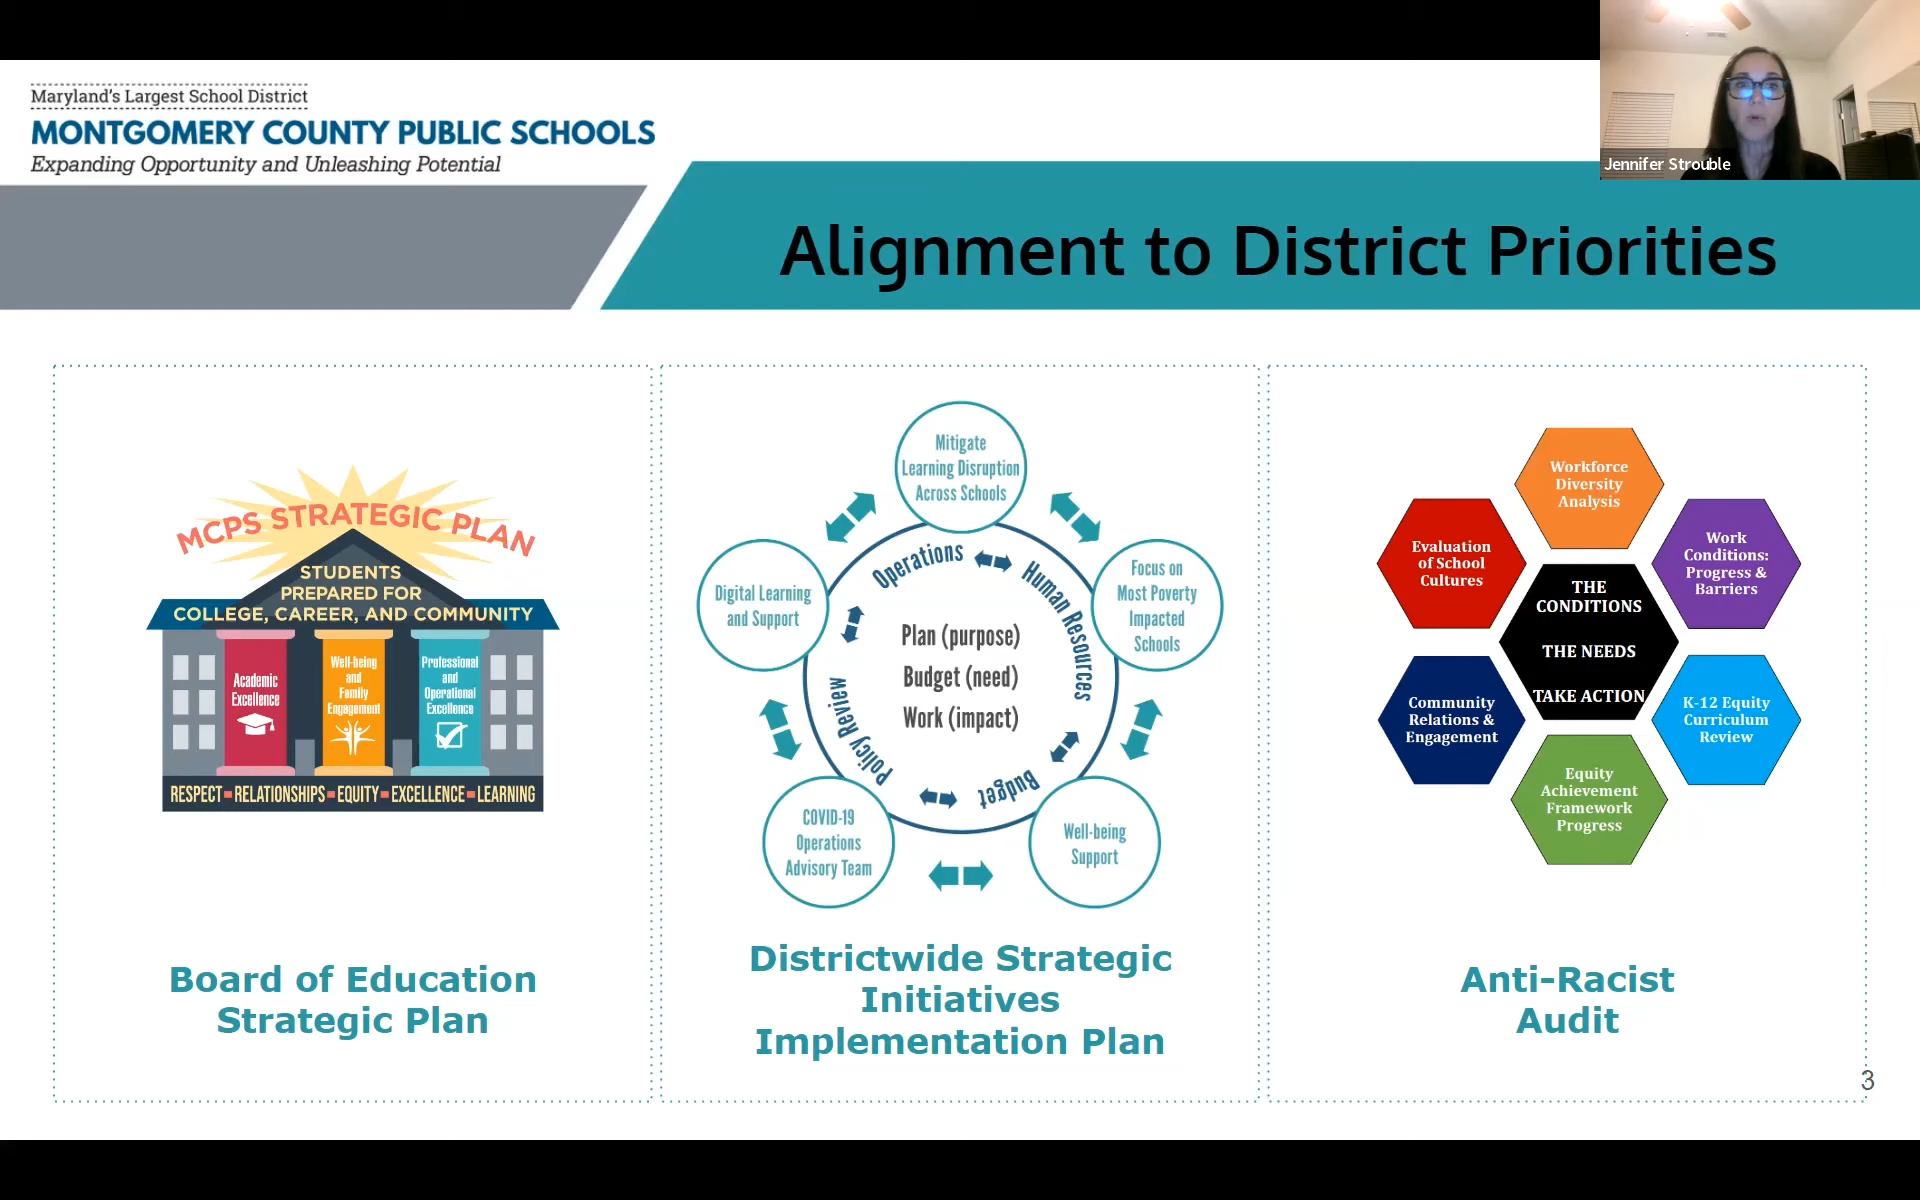 Maryland's Largest School District
MONTGOMERY COUNTY PUBLIC SCHOOLS
Expanding Opportunity and Unleashing Potential
Jennifer Strouble
Alignment to District Priorities
MCPS STRATEGIC PLAN
STUDENTS
PREPARED FOR
COLLEGE, CAREER, AND COMMUNITY
Academic
Excellence
Well-being
and
Family
Engagement
Professional
and
Operational
Excellence
RESPECT-RELATIONSHIPS-EQUITY-EXCELLENCE-LEARNING
Board of Education
Strategic Plan
Mitigate
Learning Disruption
Across Schools
Digital Learning
and Support
Focus on
Most Poverty
Impacted
Schools
COVID-19
Operations
Advisory Team
Well-being
Support
Operations
Human Resources
Budget
Policy Review
Plan (purpose)
Budget (need)
Work (impact)
Districtwide Strategic
Initiatives
Implementation Plan
Workforce
Diversity
Analysis
Evaluation
of School
Cultures
Work
Conditions:
Progress &
Barriers
THE
CONDITIONS
THE NEEDS
TAKE ACTION
Community
Relations &
Engagement
K-12 Equity
Curriculum
Review
Equity
Achievement
Framework
Progress
Anti-Racist
Audit
3